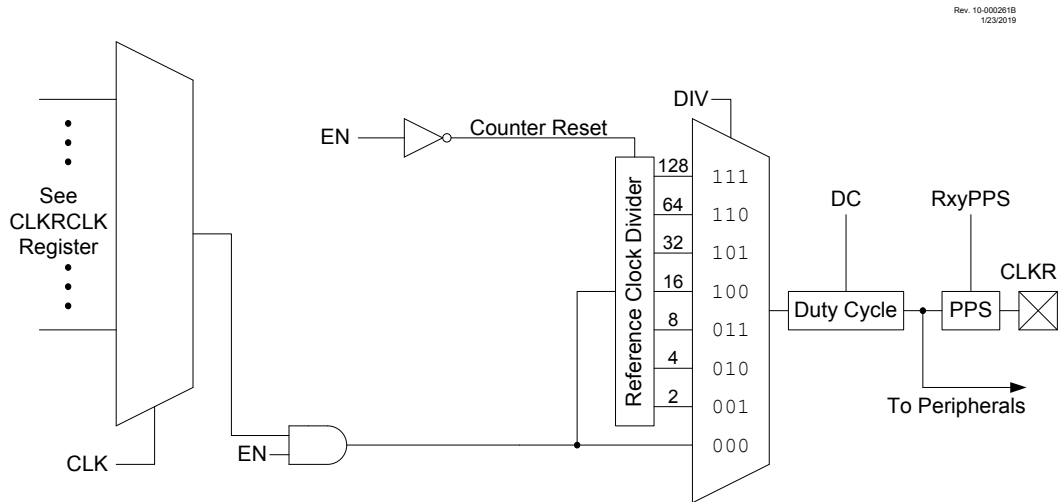 Rev. 10-000261B
1/23/2019
DIV
EN
Counter Reset
See
CLKRCLK
Register
Reference Clock Divider
128
111
64
110
32
101
16
100
8
011
4
010
2
001
000
DC
RxyPPS
CLKR
Duty Cycle
PPS
To Peripherals
EN
CLK